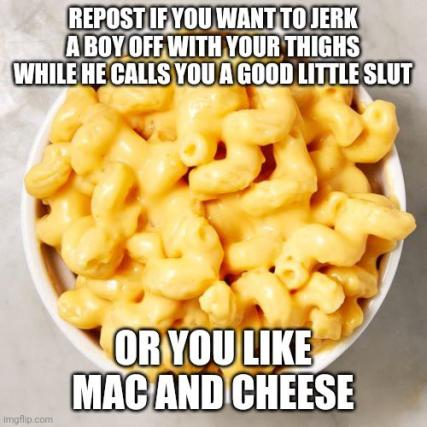 REPOST IF YOU WANT TO JERK
A BOY OFF WITH YOUR THIGHS
WHILE HE CALLS YOU A GOOD LITTLE SLUT
OR YOU LIKE
MAC AND CHEESE
imgflip.com